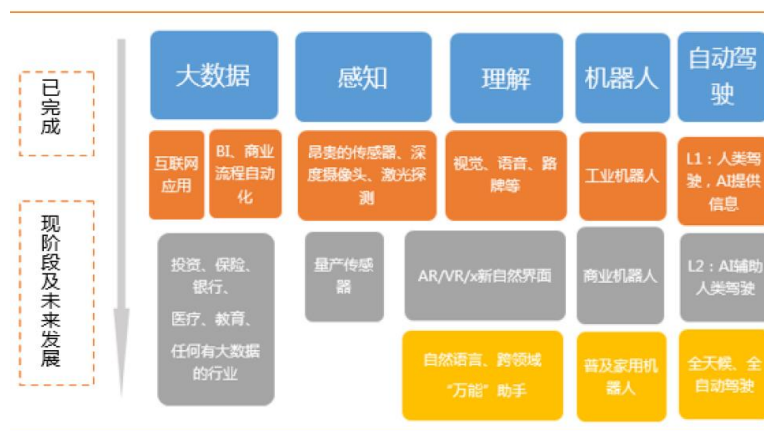 已完成
现阶段及未来发展
大数据
感知
理解
机器人
自动驾
驶
互联网
应用
BI、商业
流程自动
化
昂贵的传感器、深
度摄像头、激光探
测
视觉、语音、路
牌等
工业机器人
L1：人类驾
驶，AI提供
信息
投资、保险、
银行、
医疗、教育、
任何有大数据
的行业
量产传感
器
AR/VR/x新自然界面
商业机器人
L2：AI辅助
人类驾驶
自然语言、跨领域
“万能”助手
普及家用机
器人
全天候、全
自动驾驶